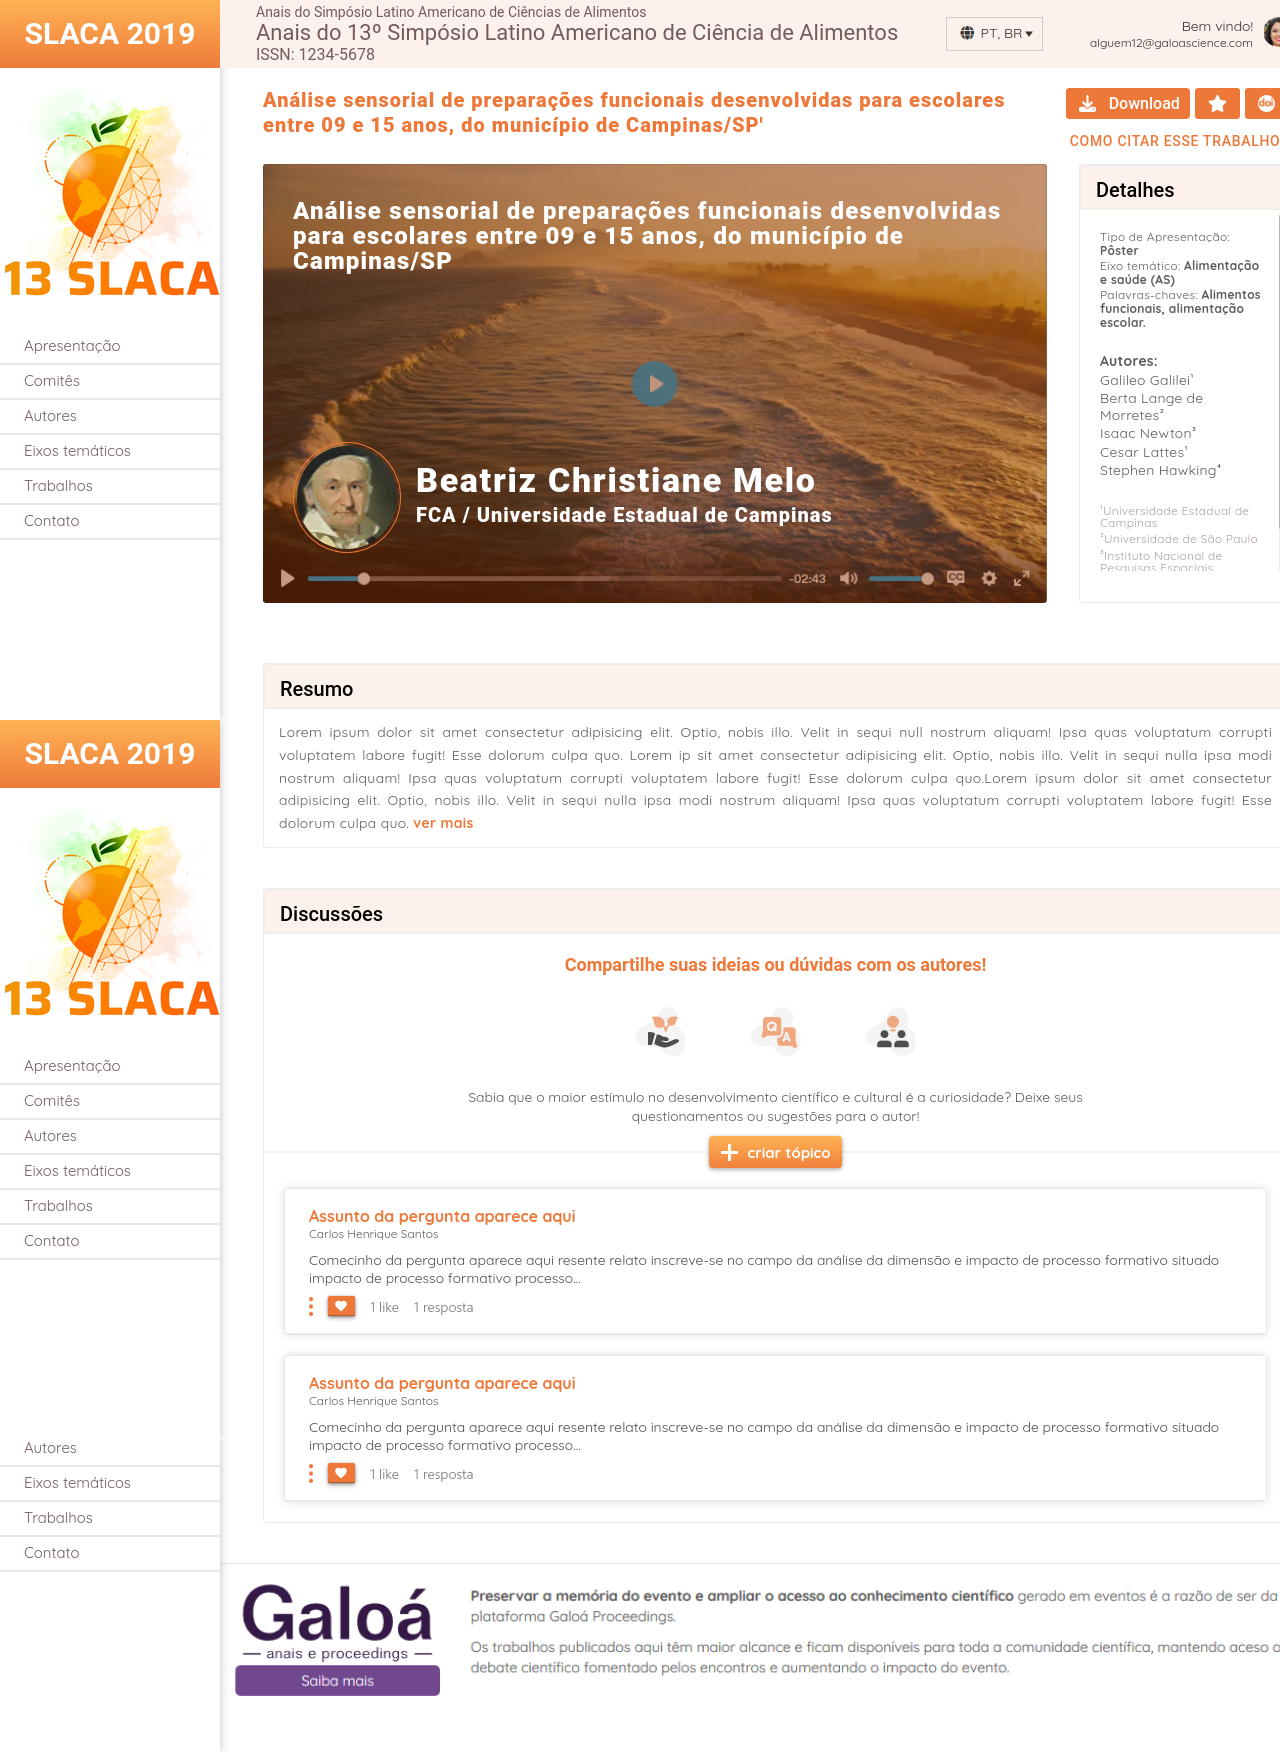 SLACA 2019
Anais do Simpósio Latino Americano de Ciências de Alimentos
Anais do 13º Simpósio Latino Americano de Ciência de Alimentos
ISSN: 1234-5678
PT, BR
Bem vindo!
alguem12@galoascience.com
13 SLACA
Apresentação
Comitês
Autores
Eixos temáticos
Trabalhos
Contato
Análise sensorial de preparações funcionais desenvolvidas para escolares
entre 09 e 15 anos, do município de Campinas/SP'
Download
doi
COMO CITAR ESSE TRABALHO
Análise sensorial de preparações funcionais desenvolvidas
para escolares entre 09 e 15 anos, do município de
Campinas/SP
Beatriz Christiane Melo
FCA / Universidade Estadual de Campinas
-02:43
CC
Detalhes
Tipo de Apresentação:
Pôster
Eixo temático: Alimentação
e saúde (AS)
Palavras-chaves: Alimentos
funcionais, alimentação
escolar.
Autores:
Galileo Galilei¹
Berta Lange de
Morretes²
Isaac Newton³
Cesar Lattes¹
Stephen Hawking⁴
¹Universidade Estadual de
Campinas
²Universidade de São Paulo
³Instituto Nacional de
Pesquisas Espaciais
Resumo
Lorem ipsum dolor sit amet consectetur adipisicing elit. Optio, nobis illo. Velit in sequi null nostrum aliquam! Ipsa quas voluptatum corrupti
voluptatem labore fugit! Esse dolorum culpa quo. Lorem ip sit amet consectetur adipisicing elit. Optio, nobis illo. Velit in sequi nulla ipsa modi
nostrum aliquam! Ipsa quas voluptatum corrupti voluptatem labore fugit! Esse dolorum culpa quo.Lorem ipsum dolor sit amet consectetur
adipisicing elit. Optio, nobis illo. Velit in sequi nulla ipsa modi nostrum aliquam! Ipsa quas voluptatum corrupti voluptatem labore fugit! Esse
dolorum culpa quo. ver mais
SLACA 2019
13 SLACA
Apresentação
Comitês
Autores
Eixos temáticos
Trabalhos
Contato
Discussões
Compartilhe suas ideias ou dúvidas com os autores!
Q
A
Sabia que o maior estímulo no desenvolvimento científico e cultural é a curiosidade? Deixe seus
questionamentos ou sugestões para o autor!
criar tópico
Assunto da pergunta aparece aqui
Carlos Henrique Santos
Comecinho da pergunta aparece aqui resente relato inscreve-se no campo da análise da dimensão e impacto de processo formativo situado
impacto de processo formativo processo...
1 like 1 resposta
Assunto da pergunta aparece aqui
Carlos Henrique Santos
Comecinho da pergunta aparece aqui resente relato inscreve-se no campo da análise da dimensão e impacto de processo formativo situado
impacto de processo formativo processo...
1 like 1 resposta
Autores
Eixos temáticos
Trabalhos
Contato
Galoá
anais e proceedings
Saiba mais
Preservar a memória do evento e ampliar o acesso ao conhecimento científico gerado em eventos é a razão de ser da
plataforma Galoá Proceedings.
Os trabalhos publicados aqui têm maior alcance e ficam disponíveis para toda a comunidade científica, mantendo aceso o
debate científico fomentado pelos encontros e aumentando o impacto do evento.